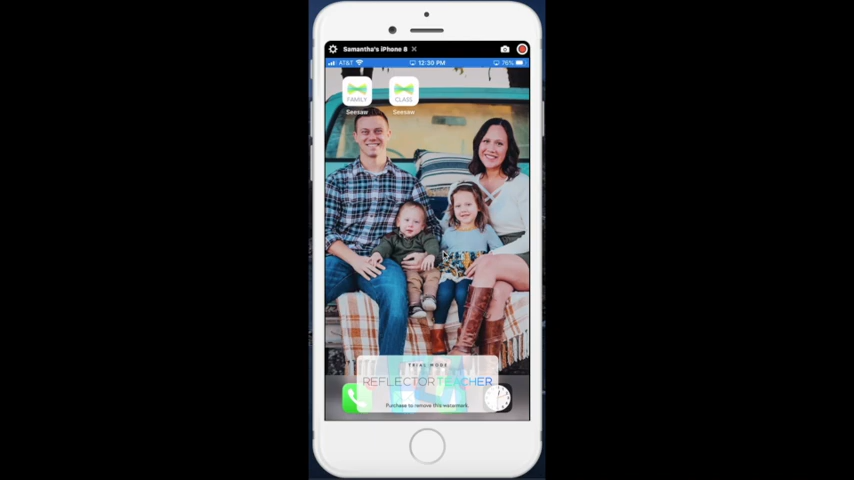 Samantha's iPhone 8
AT&T 12:30 PM 76%
FAMILY CLASS
Seesaw Seesaw
TRIAL MODE
REFLECTOR TEACHER
Purchase to remove this watermark.